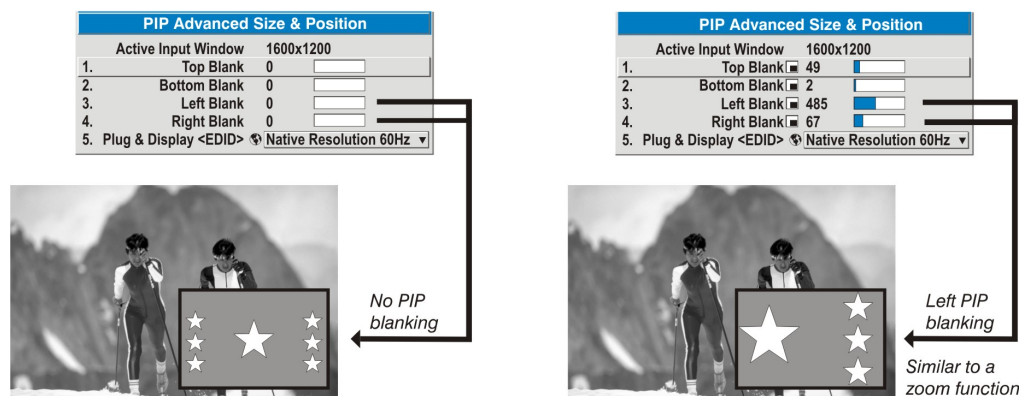 PIP Advanced Size & Position
Active Input Window 1600x1200
1. Top Blank 0
2. Bottom Blank 0
3. Left Blank 0
4. Right Blank 0
5. Plug & Display <EDID> Native Resolution 60Hz
No PIP
blanking
PIP Advanced Size & Position
Active Input Window 1600x1200
1. Top Blank 49
2. Bottom Blank 2
3. Left Blank 485
4. Right Blank 67
5. Plug & Display <EDID> Native Resolution 60Hz
Left PIP
blanking
Similar to a
zoom function